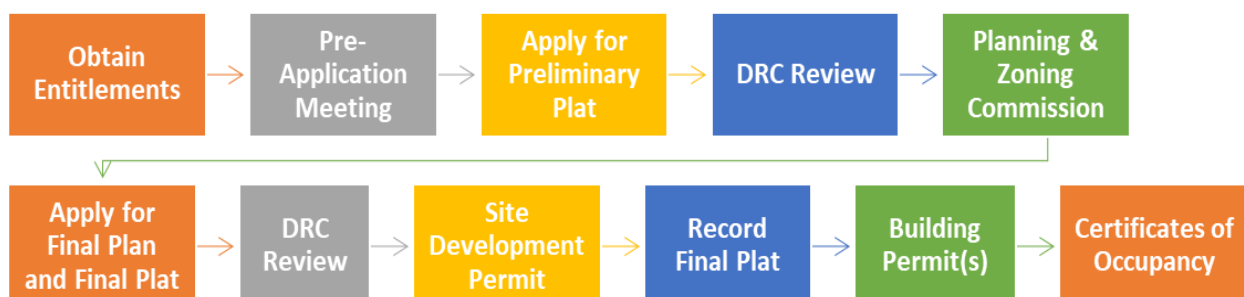 Obtain
Entitlements
Pre-
Application
Meeting
Apply for
Preliminary
Plat
DRC Review
Planning &
Zoning
Commission
Apply for
Final Plan
and Final Plat
DRC
Review
Site
Development
Permit
Record
Final Plat
Building
Permit(s)
Certificates of
Occupancy